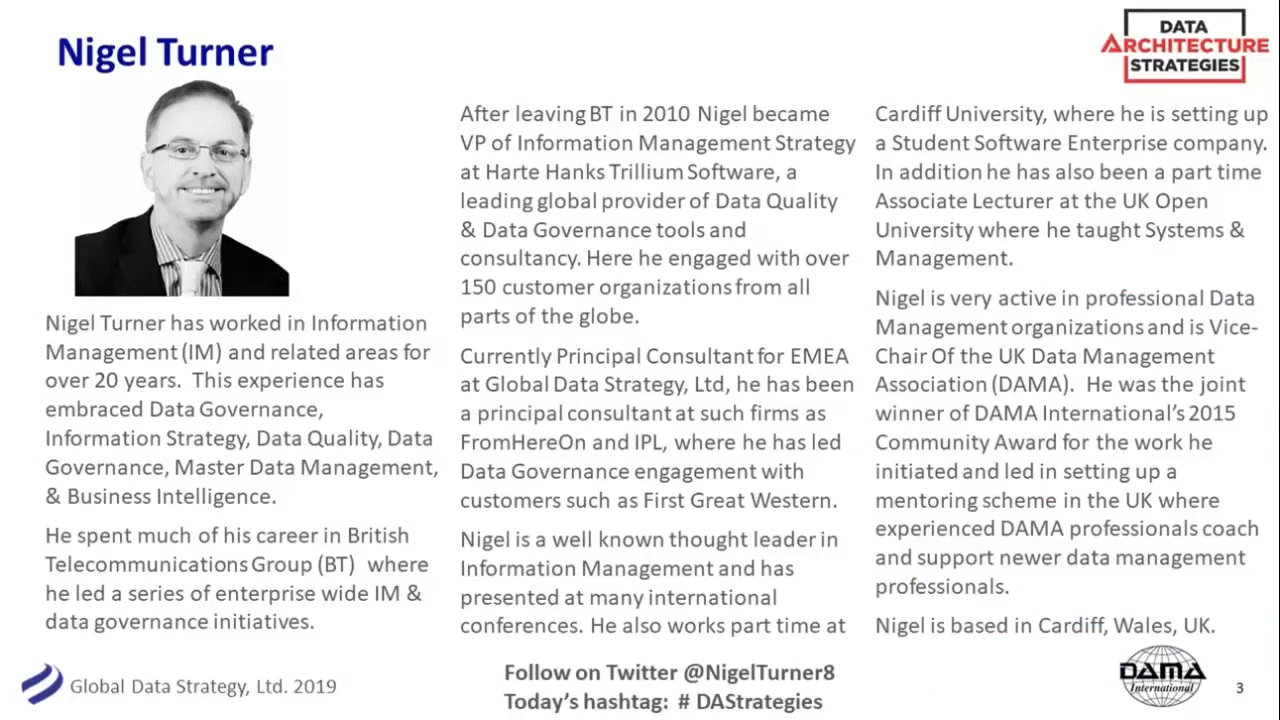 Nigel Turner
DATA
ARCHITECTURE
STRATEGIES
Nigel Turner has worked in Information
Management (IM) and related areas for
over 20 years. This experience has
embraced Data Governance,
Information Strategy, Data Quality, Data
Governance, Master Data Management,
& Business Intelligence.
He spent much of his career in British
Telecommunications Group (BT) where
he led a series of enterprise wide IM &
data governance initiatives.
After leaving BT in 2010 Nigel became
VP of Information Management Strategy
at Harte Hanks Trillium Software, a
leading global provider of Data Quality
& Data Governance tools and
consultancy. Here he engaged with over
150 customer organizations from all
parts of the globe.
Currently Principal Consultant for EMEA
at Global Data Strategy, Ltd, he has been
a principal consultant at such firms as
FromHereOn and IPL, where he has led
Data Governance engagement with
customers such as First Great Western.
Nigel is a well known thought leader in
Information Management and has
presented at many international
conferences. He also works part time at
Cardiff University, where he is setting up
a Student Software Enterprise company.
In addition he has also been a part time
Associate Lecturer at the UK Open
University where he taught Systems &
Management.
Nigel is very active in professional Data
Management organizations and is Vice-
Chair Of the UK Data Management
Association (DAMA). He was the joint
winner of DAMA International's 2015
Community Award for the work he
initiated and led in setting up a
mentoring scheme in the UK where
experienced DAMA professionals coach
and support newer data management
professionals.
Nigel is based in Cardiff, Wales, UK.
Global Data Strategy, Ltd. 2019
Follow on Twitter @NigelTurner8
Today's hashtag: # DAStrategies
DAMA
International
3